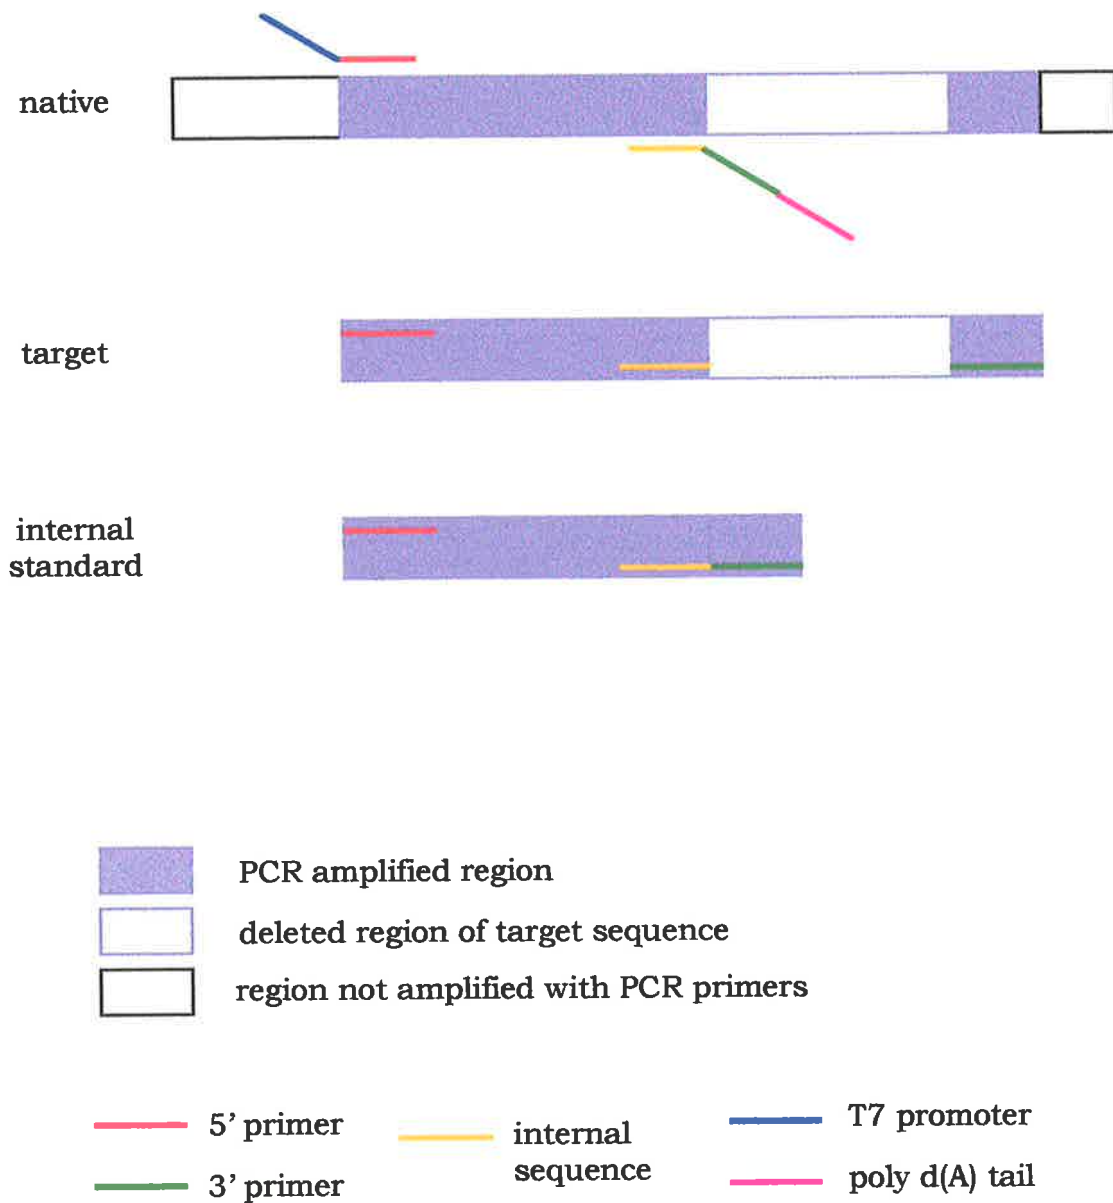 native
target
internal
standard
PCR amplified region
deleted region of target sequence
region not amplified with PCR primers
5' primer
3' primer
internal
sequence
T7 promoter
poly d(A) tail